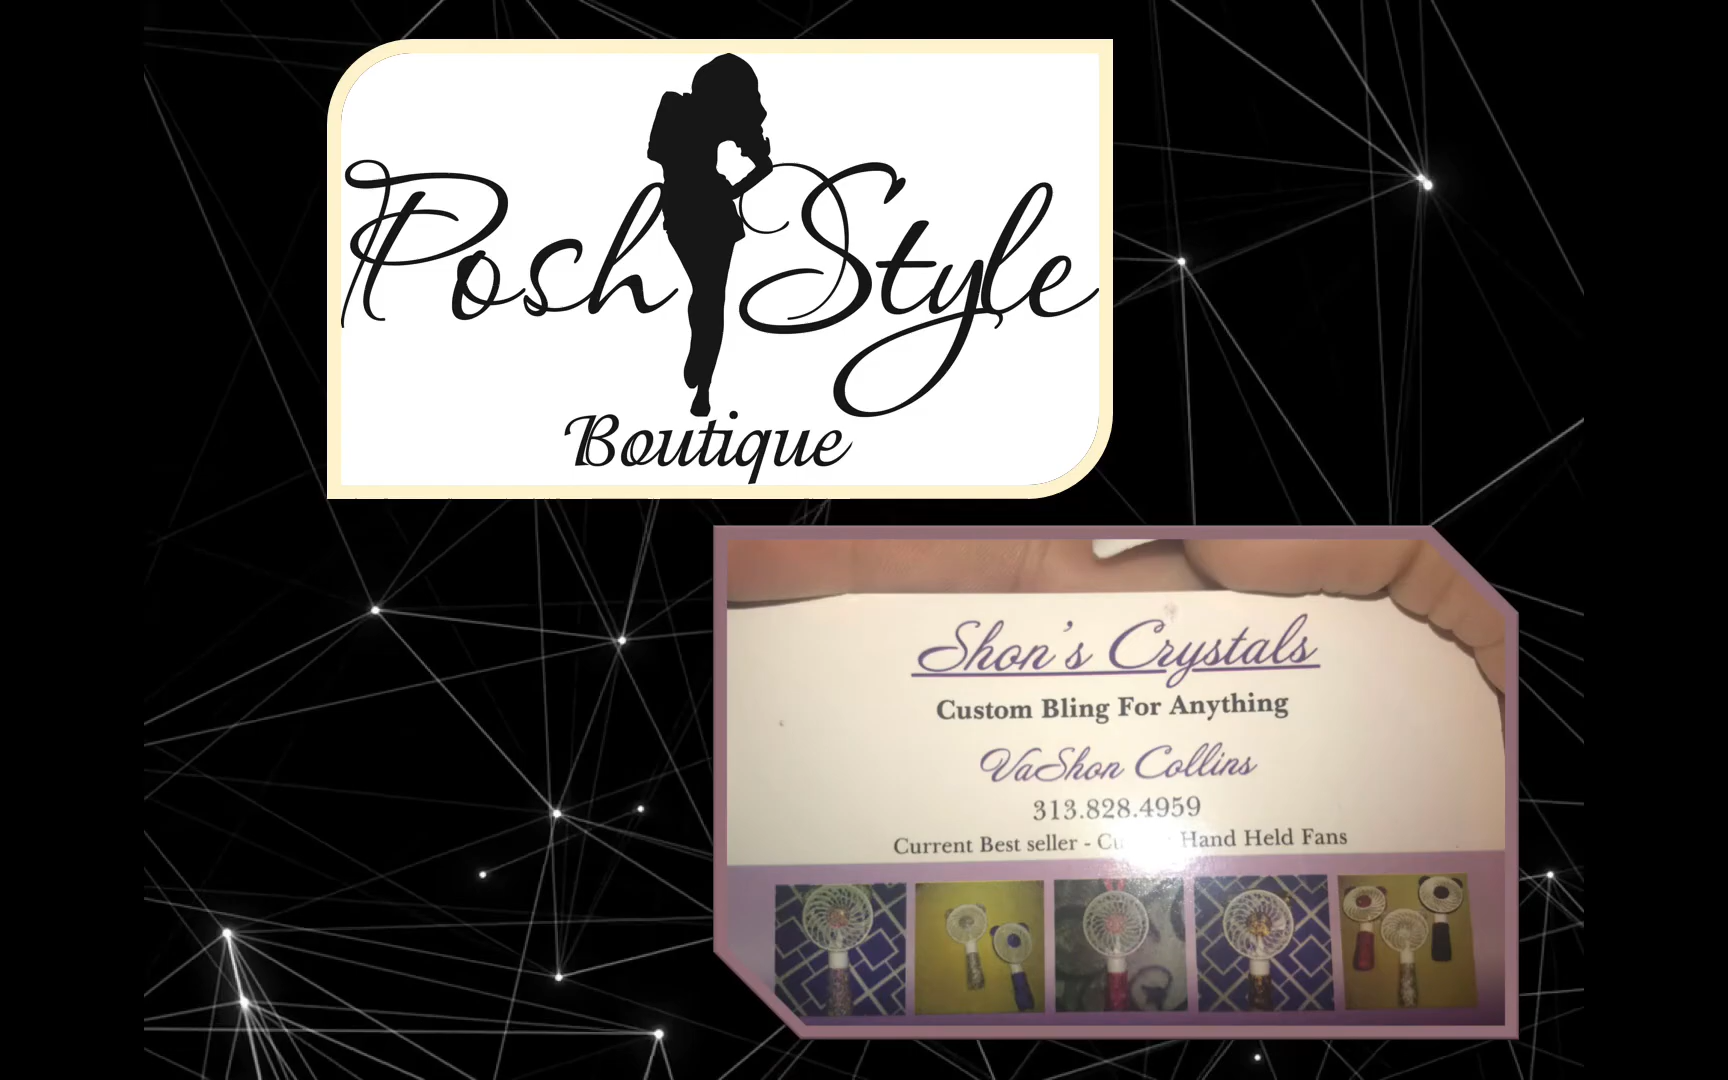 Posh Style
Boutique
Shon's Crystals
Custom Bling For Anything
VaShon Collins
313.828.4959
Current Best seller - Hand Held Fans